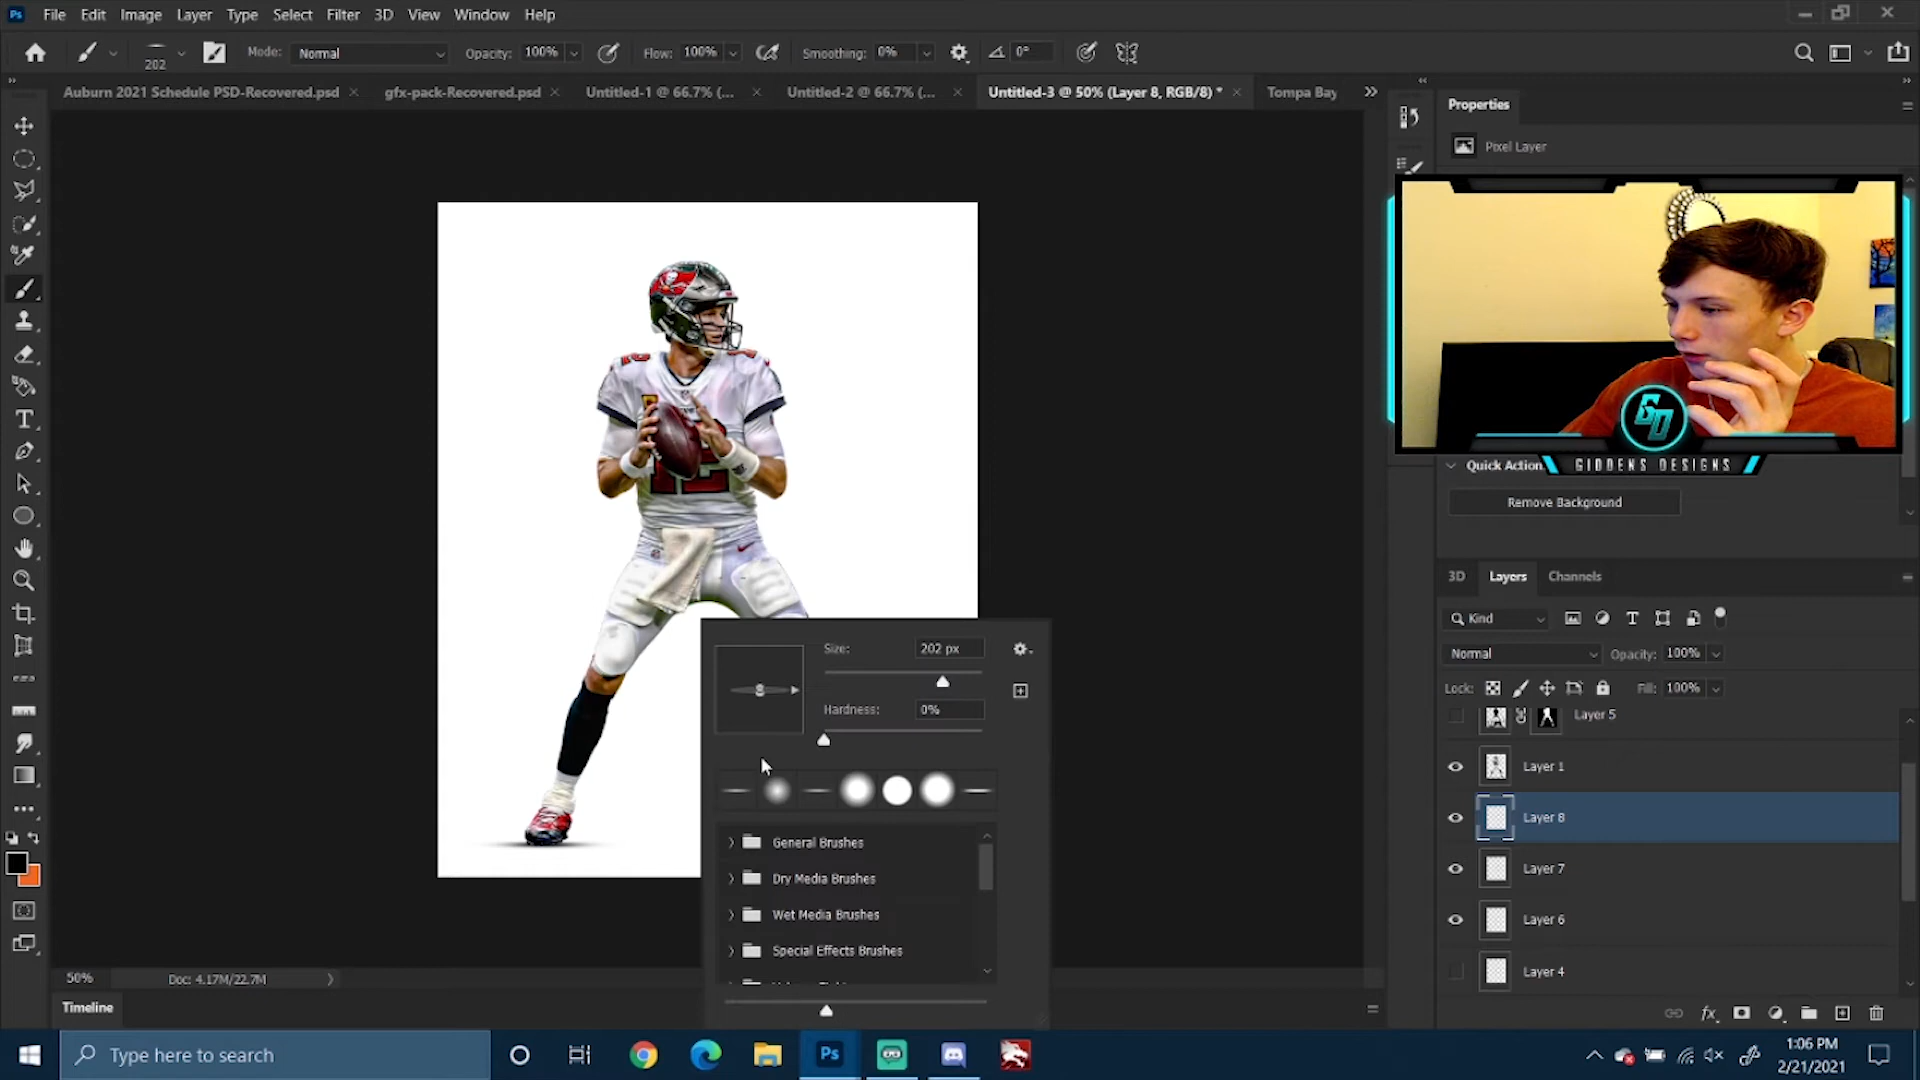 File Edit Image Layer Type Select Filter 3D View Window Help
202 Mode: Normal Opacity: 100% Flow: 100% Smoothing: 0% 0°
Auburn 2021 Schedule PSD-Recovered.psd gfx-pack-Recovered.psd Untitled-1 @ 66.7% (... Untitled-2 @ 66.7% (... Untitled-3 @ 50% (Layer 8, RGB/8) * Tompa Bay
Properties
Pixel Layer
GD
GIDDENS DESIGNS
Quick Action
Remove Background
3D Layers Channels
Kind
Normal Opacity: 100%
Lock: Fill: 100%
Layer 5
Layer 1
Layer 8
Layer 7
Layer 6
Layer 4
12
Size: 202 px
Hardness: 0%
General Brushes
Dry Media Brushes
Wet Media Brushes
Special Effects Brushes
50% Doc: 4.17M/22.7M
Timeline
Type here to search
Ps
1:06 PM
2/21/2021